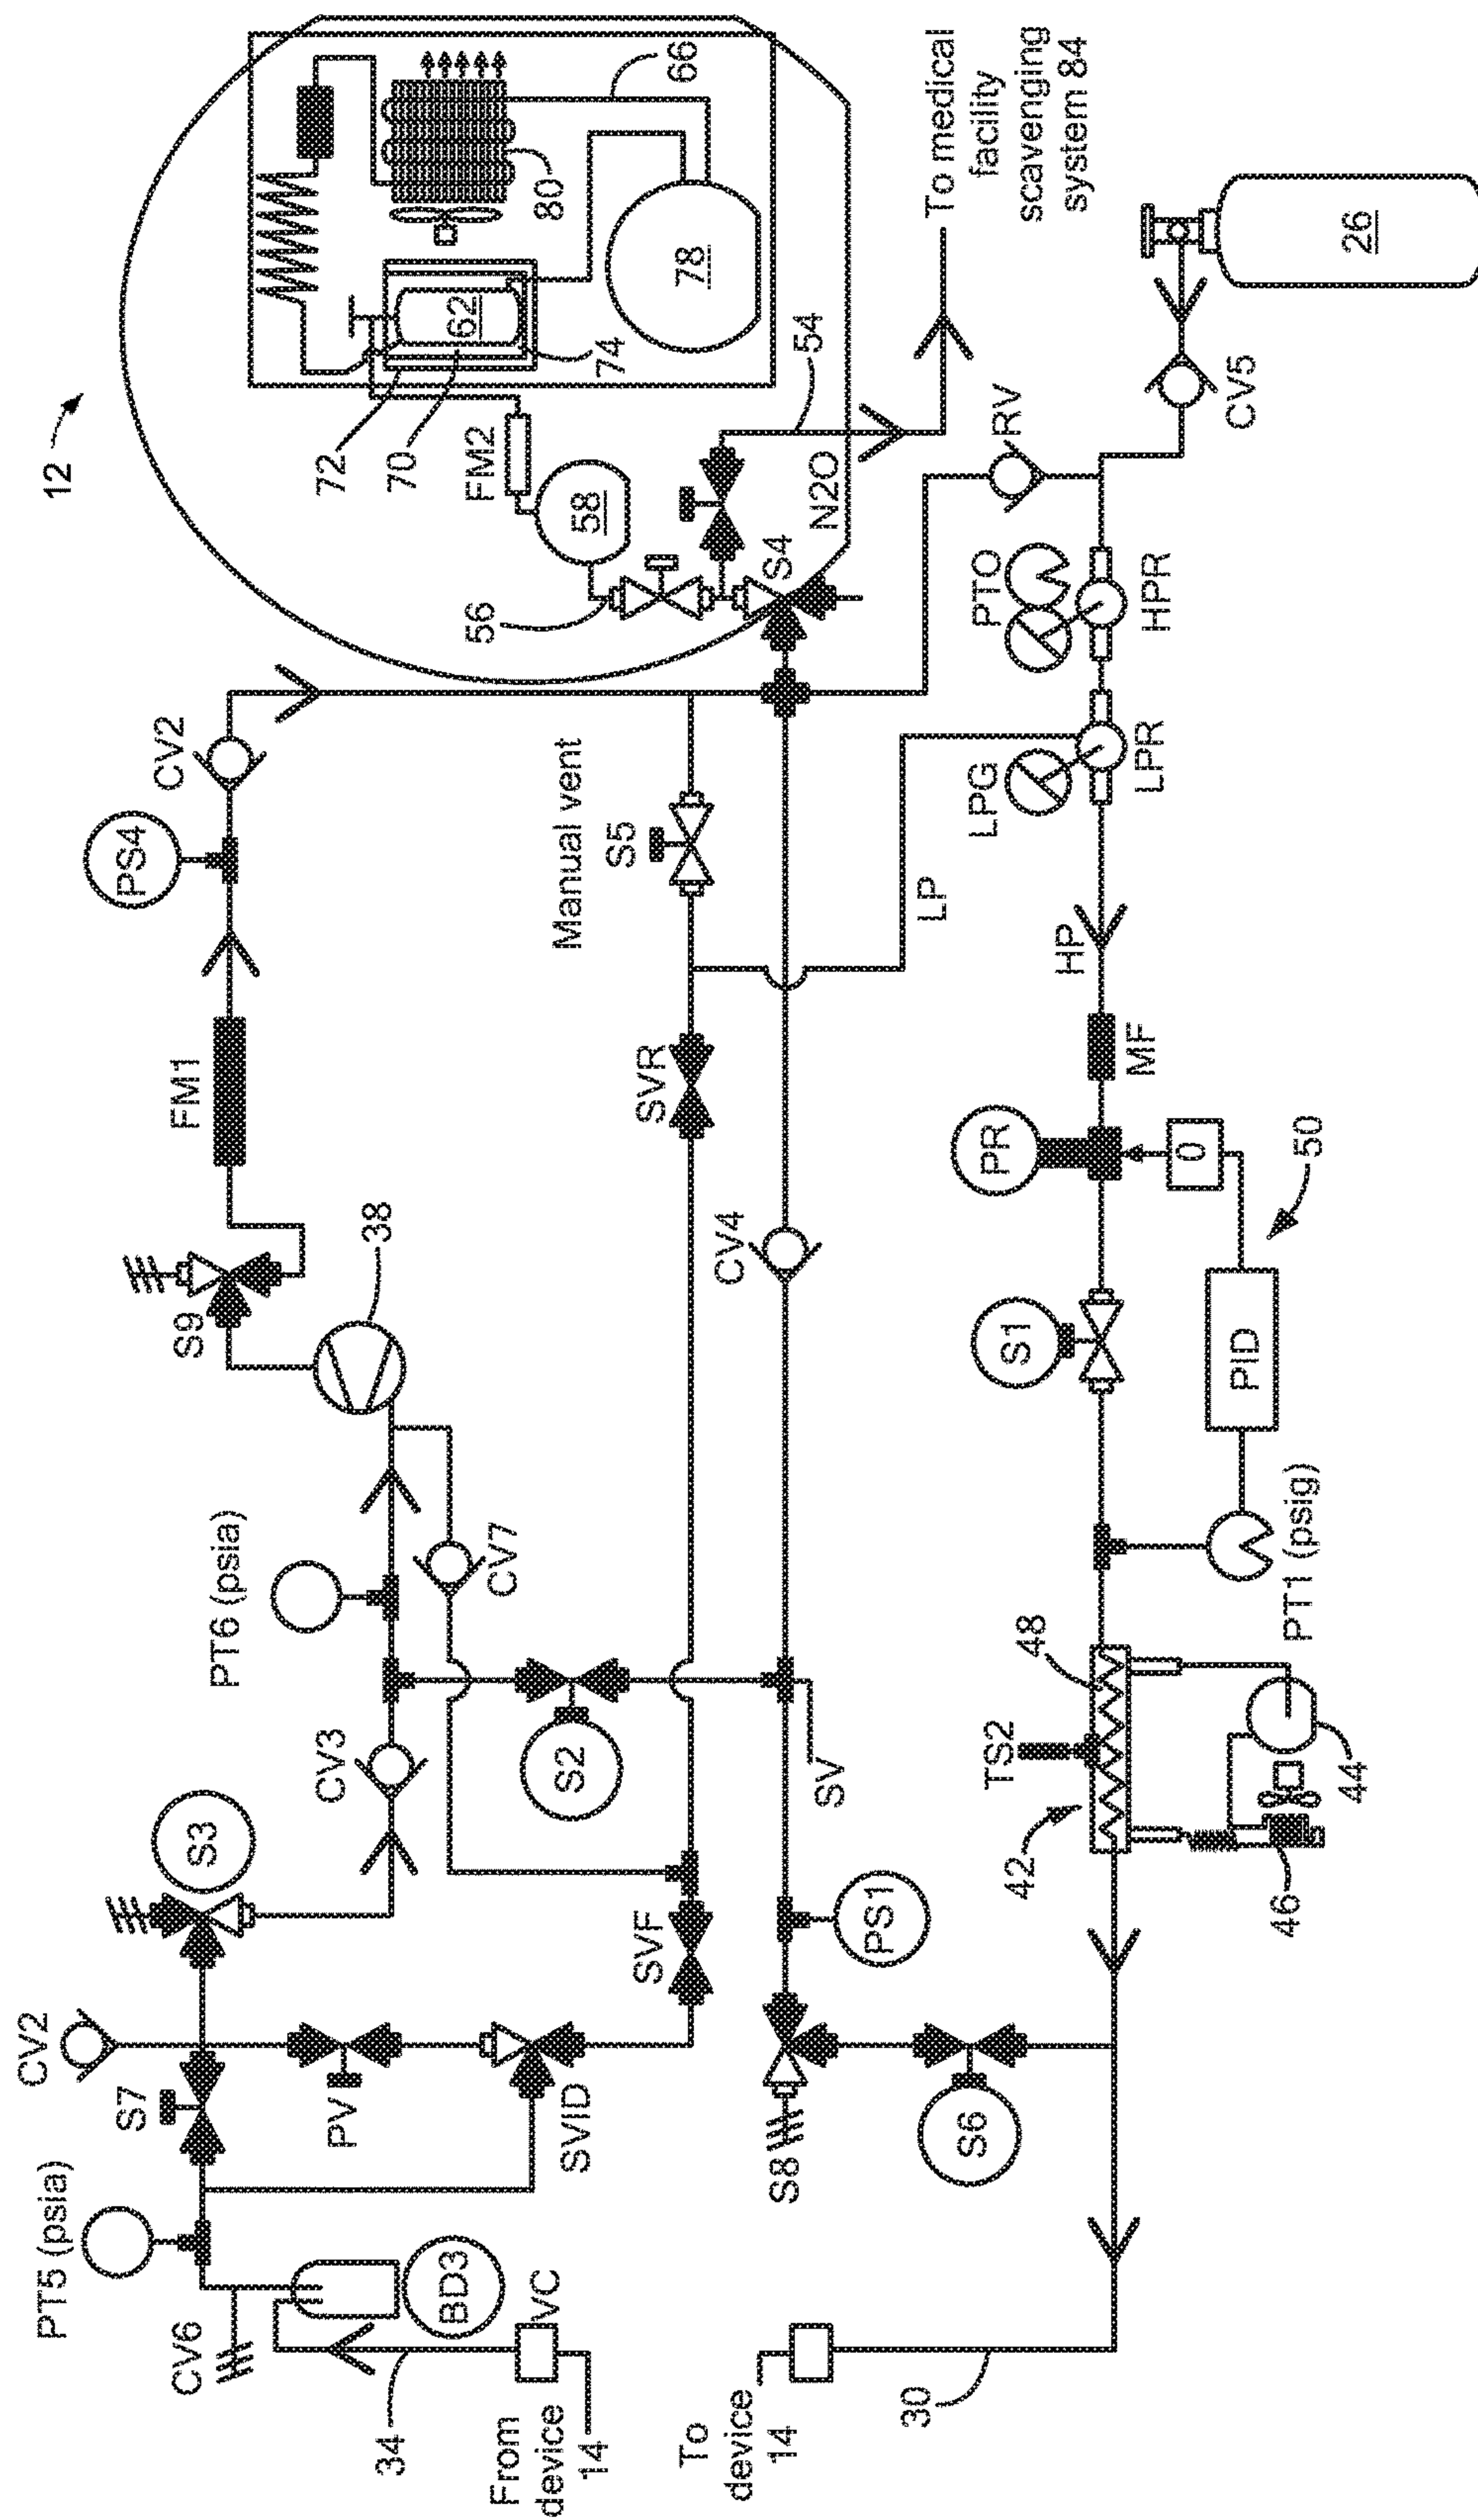 12
CV2
PS4
FM1
S9
38
PT6 (psia)
CV7
CV3
S3
S2
CV2
S7
PV
SVID
SVF
PT5 (psia)
CV6
BD3
VC
34
From
device
14
To
device
14
30
S8
S6
PS1
SV
CV4
SVR
Manual vent
S5
LP
66
80
78
62
74
72
70
FM2
58
56
54
S4
N2O
To medical
facility
scavenging
system 84
26
CV5
RV
PTO
HPR
LPG
LPR
HP
MF
PR
0
50
PID
S1
PT1 (psig)
48
TS2
42
44
46